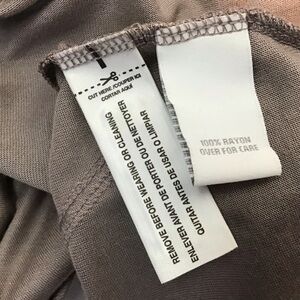 CUT HERE/COUPER ICI
CORTAR AQUÍ
REMOVE BEFORE WEARING OR CLEANING
ENLEVER AVANT DE PORTER OU DE NETTOYER
QUITAR ANTES DE USAR O LIMPIAR
100% RAYON
OVER FOR CARE